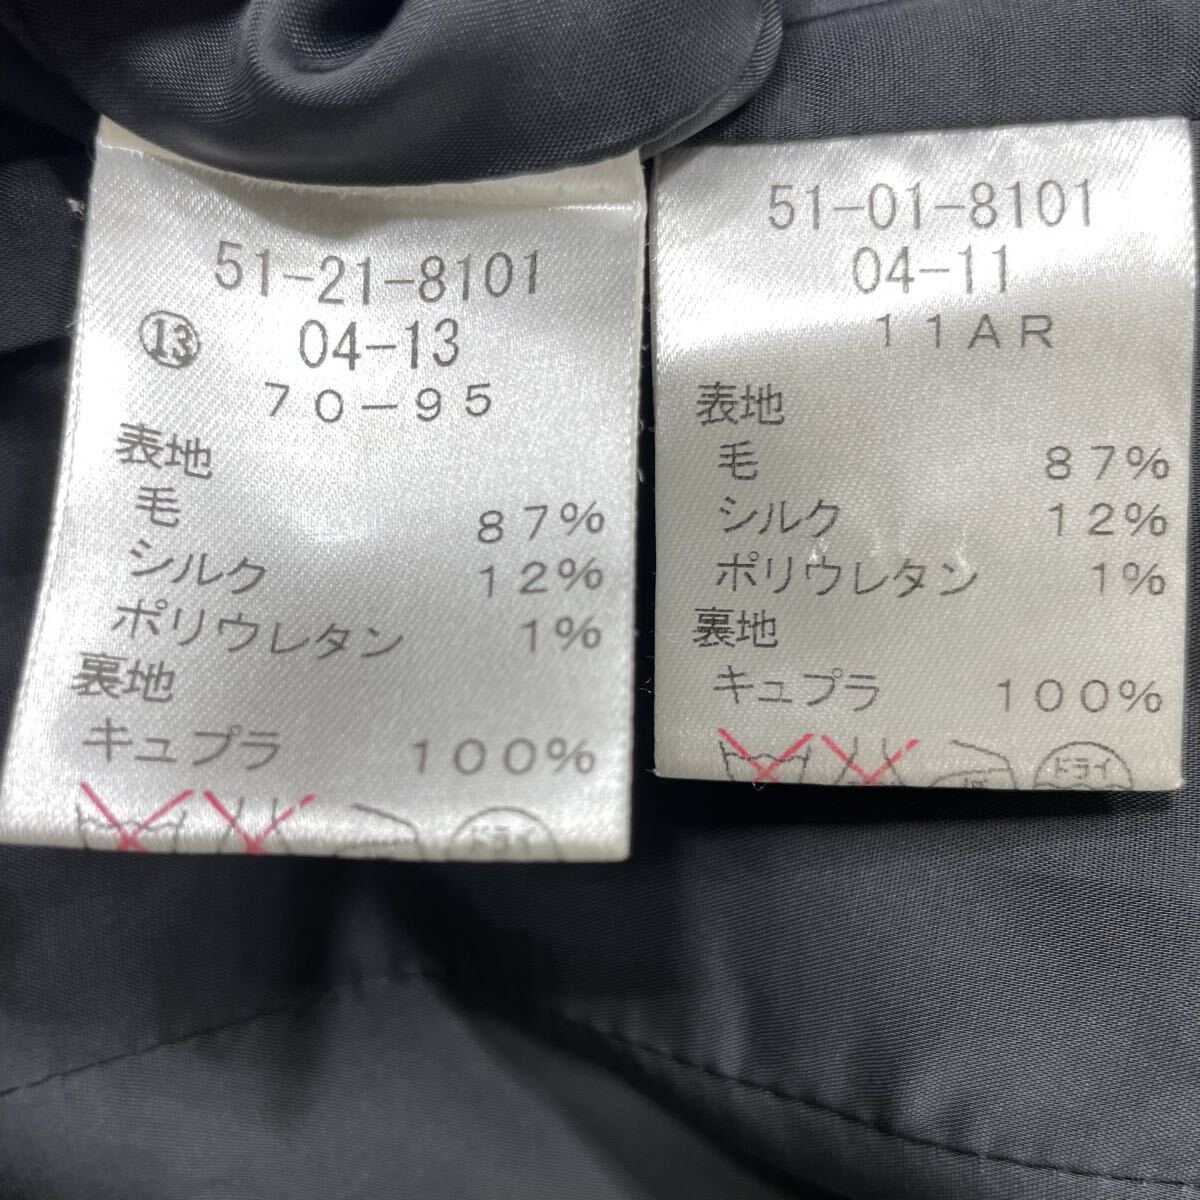 51-21-8101
⑬ 04-13
70-95
表地
毛 87%
シルク 12%
ポリウレタン 1%
裏地
キュプラ 100%
ドライ
51-01-8101
04-11
11AR
表地
毛 87%
シルク 12%
ポリウレタン 1%
裏地
キュプラ 100%
ドライ